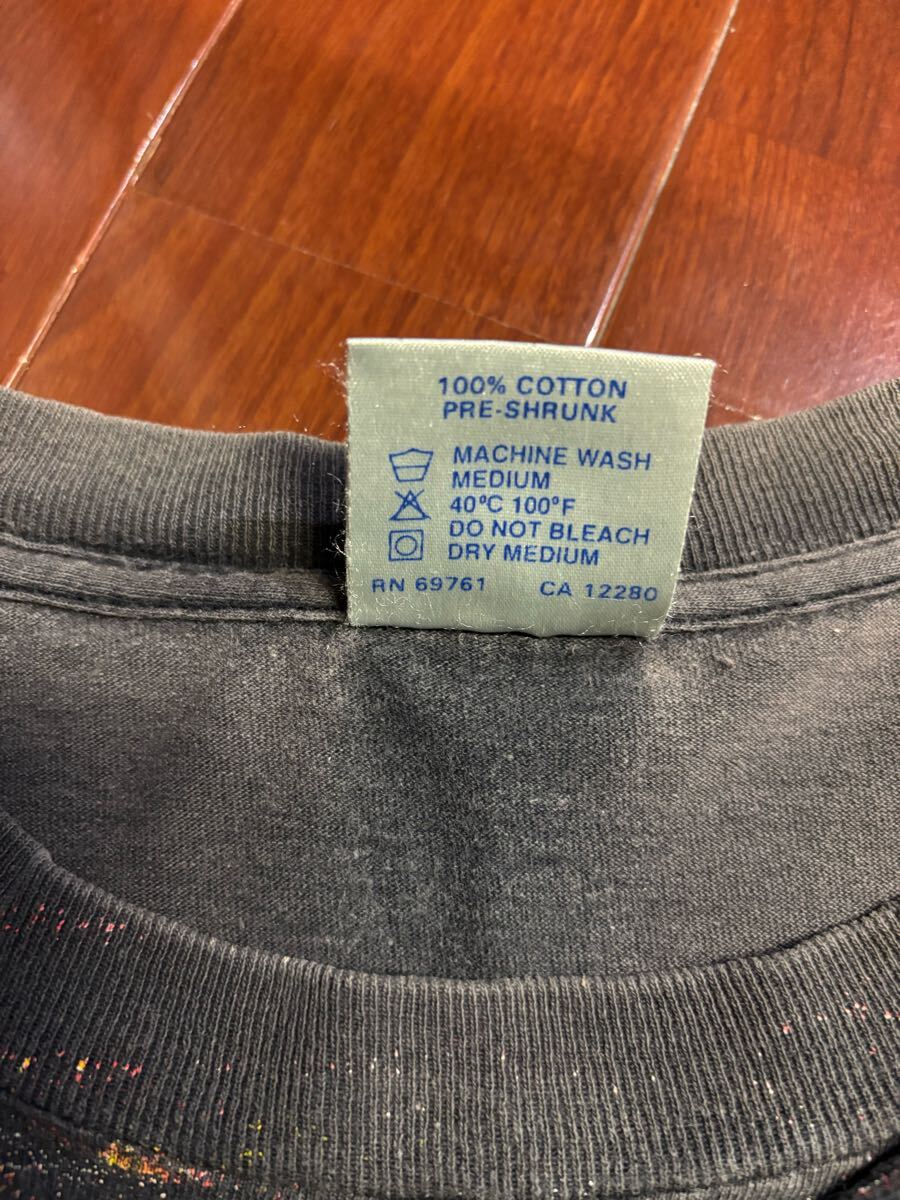 100% COTTON
PRE-SHRUNK
MACHINE WASH
MEDIUM
40°C 100°F
DO NOT BLEACH
DRY MEDIUM
RN 69761 CA 12280